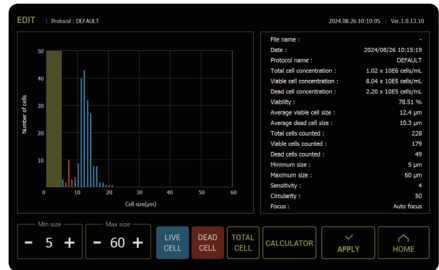 EDIT | Protocol : DEFAULT
2024.08.26 10:19:05 | Ver.1.0.13.10
Number of cells
50
40
30
20
10
0 10 20 30 40 50 60
Cell size[μm]
File name : -
Date : 2024/08/26 10:15:19
Protocol name : DEFAULT
Total cell concentration : 1.02 x 10E6 cells/mL
Viable cell concentration : 8.04 x 10E5 cells/mL
Dead cell concentration : 2.20 x 10E5 cells/mL
Viability : 78.51 %
Average viable cell size : 12.4 μm
Average dead cell size : 10.3 μm
Total cells counted : 228
Viable cells counted : 179
Dead cells counted : 49
Minimum size : 5 μm
Maximum size : 60 μm
Sensitivity : 4
Circularity : 50
Focus : Auto focus
Min size
- 5 +
Max size
- 60 +
LIVE CELL
DEAD CELL
TOTAL CELL
CALCULATOR
APPLY
HOME